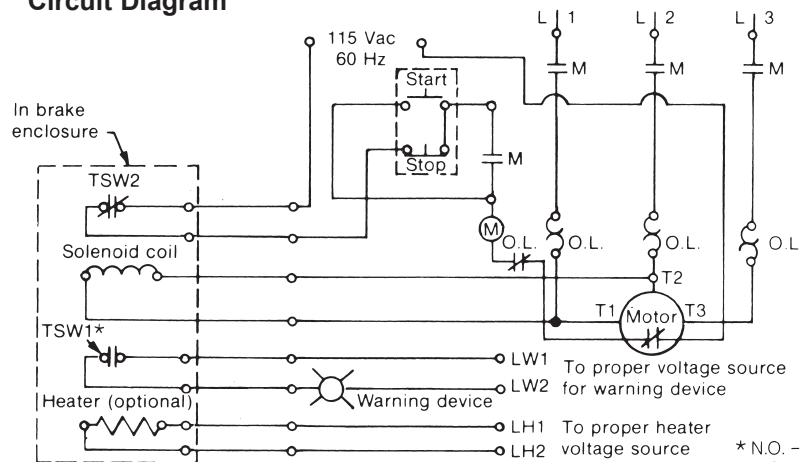 Circuit Diagram
L 1
L 2
L 3
115 Vac
60 Hz
M
M
M
Start
Stop
M
In brake
enclosure
TSW2
M
O.L.
O.L.
O.L.
O.L
Solenoid coil
T2
T1
Motor
T3
TSW1*
LW1
LW2
To proper voltage source
for warning device
Warning device
Heater (optional)
LH1
LH2
To proper heater
voltage source
* N.O. –